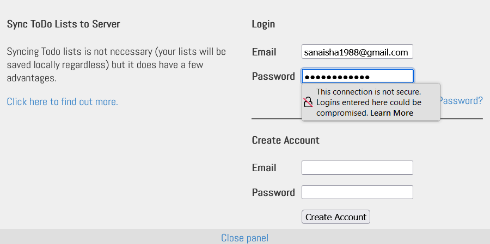 Sync ToDo Lists to Server
Syncing Todo lists is not necessary (your lists will be
saved locally regardless) but it does have a few
advantages.
Click here to find out more.
Login
Email
sanaisha1988@gmail.com
Password
●●●●●●●●●●●●
This connection is not secure.
Logins entered here could be
compromised. Learn More
Password?
Create Account
Email
Password
Create Account
Close panel